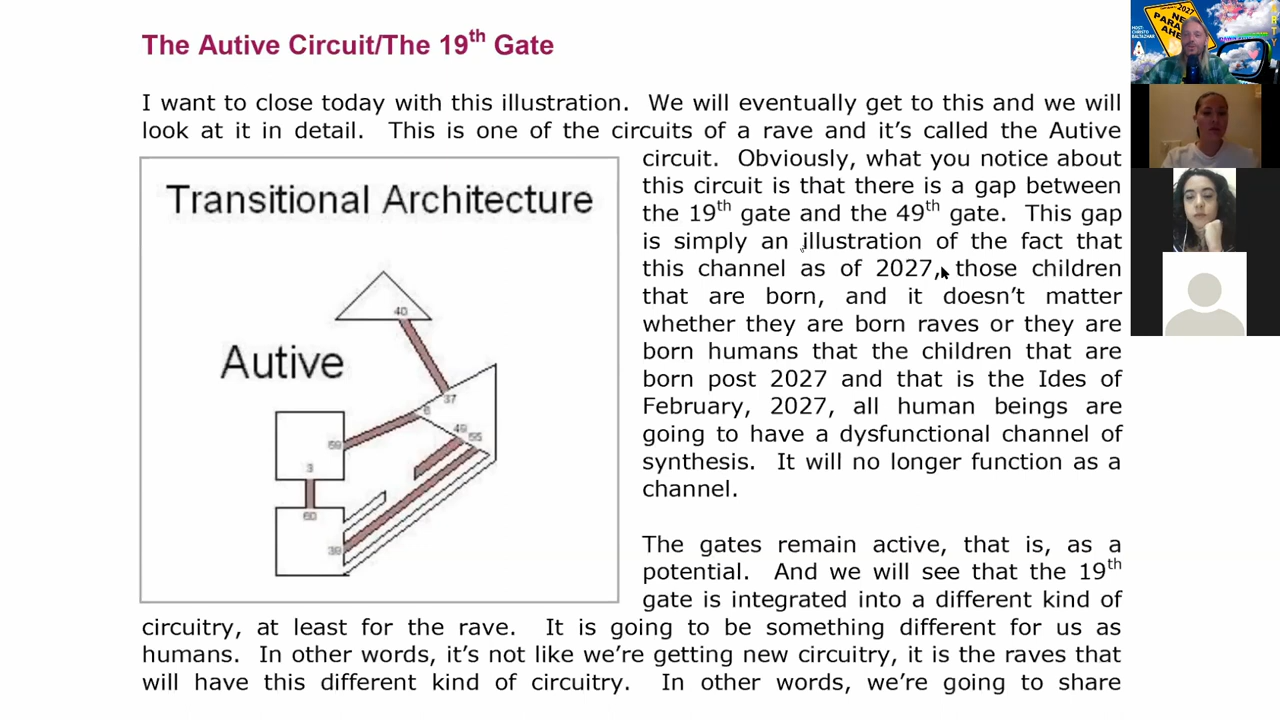 The Autive Circuit/The 19th Gate
I want to close today with this illustration. We will eventually get to this and we will
look at it in detail. This is one of the circuits of a rave and it's called the Autive
circuit. Obviously, what you notice about
this circuit is that there is a gap between
the 19th gate and the 49th gate. This gap
is simply an illustration of the fact that
this channel as of 2027, those children
that are born, and it doesn't matter
whether they are born raves or they are
born humans that the children that are
born post 2027 and that is the Ides of
February, 2027, all human beings are
going to have a dysfunctional channel of
synthesis. It will no longer function as a
channel.
The gates remain active, that is, as a
potential. And we will see that the 19th
gate is integrated into a different kind of
circuitry, at least for the rave. It is going to be something different for us as
humans. In other words, it's not like we're getting new circuitry, it is the raves that
will have this different kind of circuitry. In other words, we're going to share
Transitional Architecture
40
Autive
37
6
59
49
55
3
60
39
2027
NEW
PARA
AHE
HOST:
CHRISTO
BALTAZHAR